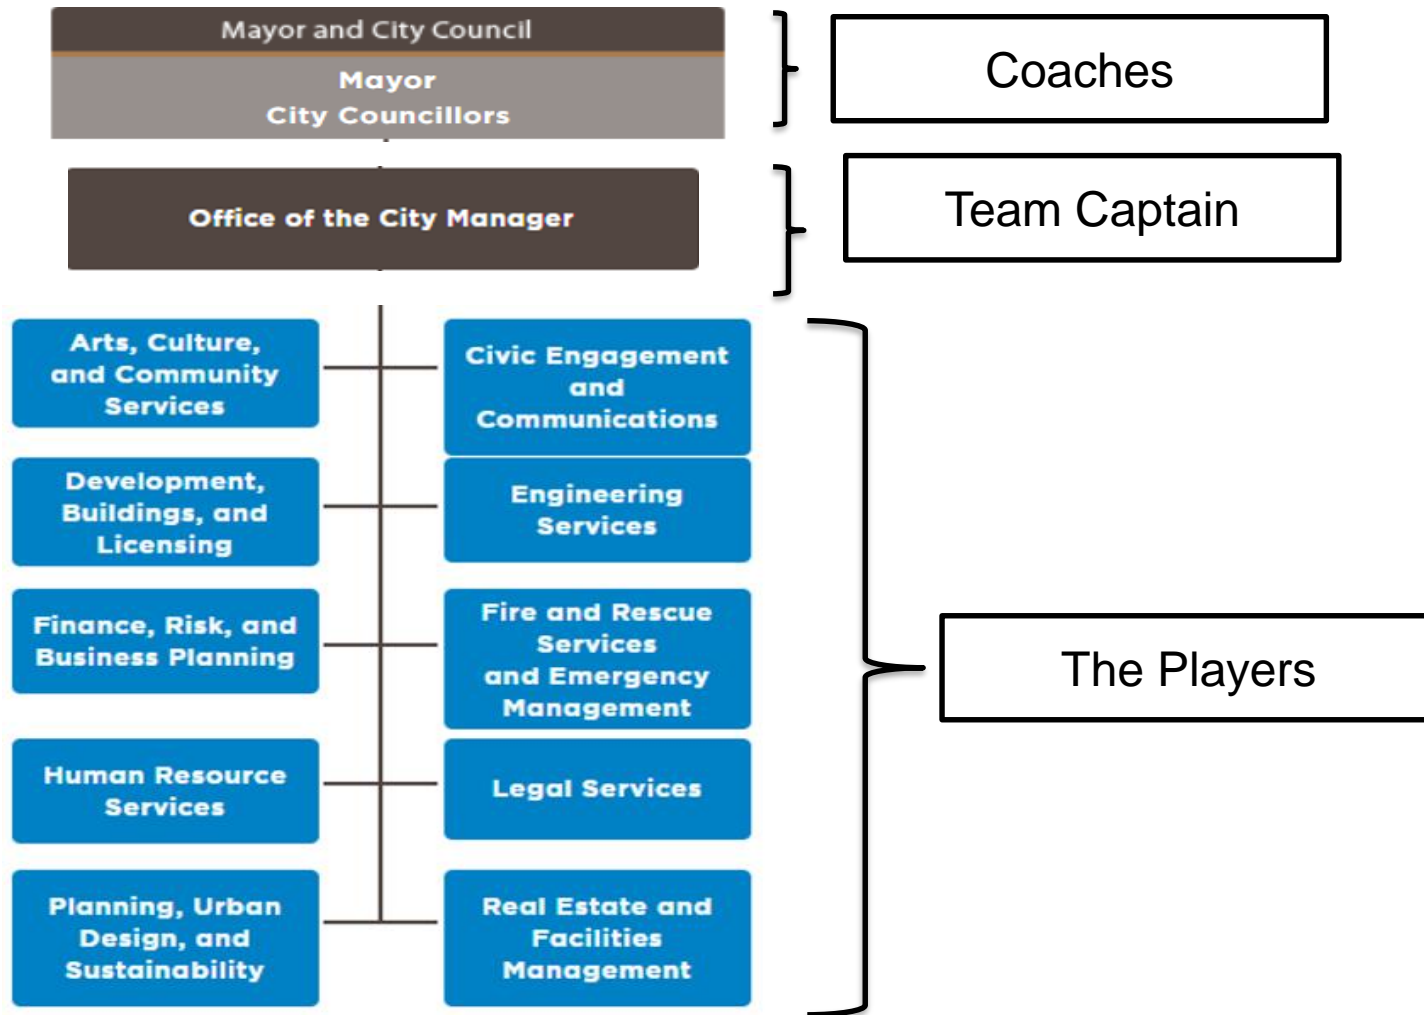 Mayor and City Council
Mayor
City Councillors
Coaches
Office of the City Manager
Team Captain
Arts, Culture,
and Community
Services
Civic Engagement
and
Communications
Development,
Buildings, and
Licensing
Engineering
Services
Finance, Risk, and
Business Planning
Fire and Rescue
Services
and Emergency
Management
The Players
Human Resource
Services
Legal Services
Planning, Urban
Design, and
Sustainability
Real Estate and
Facilities
Management